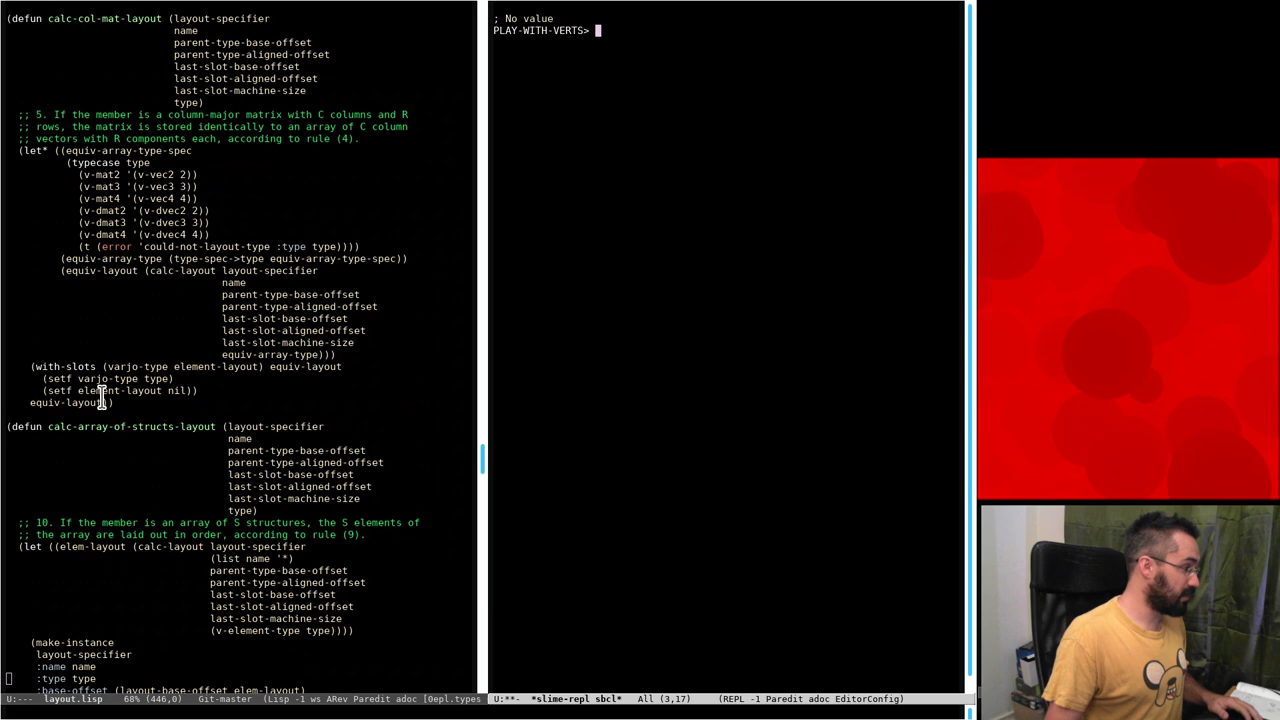 (defun calc-col-mat-layout (layout-specifier
name
parent-type-base-offset
parent-type-aligned-offset
last-slot-base-offset
last-slot-aligned-offset
last-slot-machine-size
type)
;; 5. If the member is a column-major matrix with C columns and R
;; rows, the matrix is stored identically to an array of C column
;; vectors with R components each, according to rule (4).
(let* ((equiv-array-type-spec
(typecase type
(v-mat2 '(v-vec2 2))
(v-mat3 '(v-vec3 3))
(v-mat4 '(v-vec4 4))
(v-dmat2 '(v-dvec2 2))
(v-dmat3 '(v-dvec3 3))
(v-dmat4 '(v-dvec4 4))
(t (error 'could-not-layout-type :type type))))
(equiv-array-type (type-spec->type equiv-array-type-spec))
(equiv-layout (calc-layout layout-specifier
name
parent-type-base-offset
parent-type-aligned-offset
last-slot-base-offset
last-slot-aligned-offset
last-slot-machine-size
equiv-array-type)))
(with-slots (varjo-type element-layout) equiv-layout
(setf varjo-type type)
(setf element-layout nil))
equiv-layout))
(defun calc-array-of-structs-layout (layout-specifier
name
parent-type-base-offset
parent-type-aligned-offset
last-slot-base-offset
last-slot-aligned-offset
last-slot-machine-size
type)
;; 10. If the member is an array of S structures, the S elements of
;; the array are laid out in order, according to rule (9).
(let ((elem-layout (calc-layout layout-specifier
(list name '*)
parent-type-base-offset
parent-type-aligned-offset
last-slot-base-offset
last-slot-aligned-offset
last-slot-machine-size
(v-element-type type))))
(make-instance
layout-specifier
:name name
:type type
:base-offset (layout-base-offset elem-layout)
U:--- layout.lisp 68% (446,0) Git-master (Lisp -1 ws ARev Paredit adoc [0epl.types
; No value
PLAY-WITH-VERTS>
U:**- *slime-repl sbcl* All (3,17) (REPL -1 Paredit adoc EditorConfig)